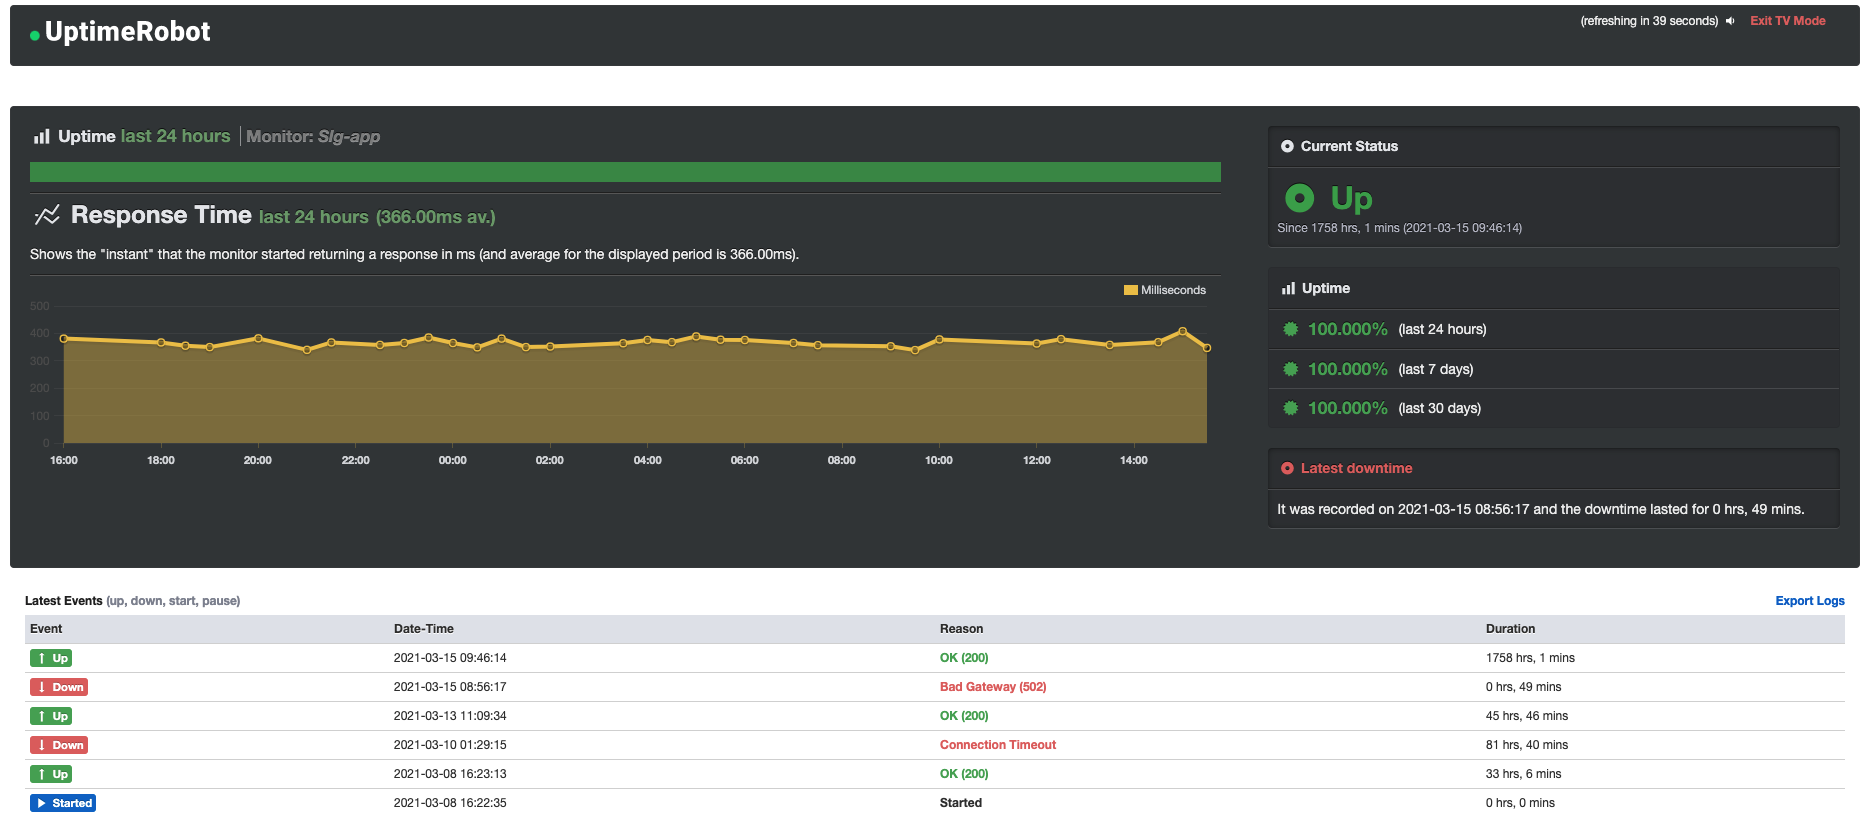 UptimeRobot
(refreshing in 39 seconds) Exit TV Mode
Uptime last 24 hours Monitor: Slg-app
Response Time last 24 hours (366.00ms av.)
Shows the "instant" that the monitor started returning a response in ms (and average for the displayed period is 366.00ms).
Milliseconds
500
400
300
200
100
0
16:00 18:00 20:00 22:00 00:00 02:00 04:00 06:00 08:00 10:00 12:00 14:00
Current Status
Up
Since 1758 hrs, 1 mins (2021-03-15 09:46:14)
Uptime
100.000% (last 24 hours)
100.000% (last 7 days)
100.000% (last 30 days)
Latest downtime
It was recorded on 2021-03-15 08:56:17 and the downtime lasted for 0 hrs, 49 mins.
Latest Events (up, down, start, pause) Export Logs
Event Date-Time Reason Duration
Up 2021-03-15 09:46:14 OK (200) 1758 hrs, 1 mins
Down 2021-03-15 08:56:17 Bad Gateway (502) 0 hrs, 49 mins
Up 2021-03-13 11:09:34 OK (200) 45 hrs, 46 mins
Down 2021-03-10 01:29:15 Connection Timeout 81 hrs, 40 mins
Up 2021-03-08 16:23:13 OK (200) 33 hrs, 6 mins
Started 2021-03-08 16:22:35 Started 0 hrs, 0 mins